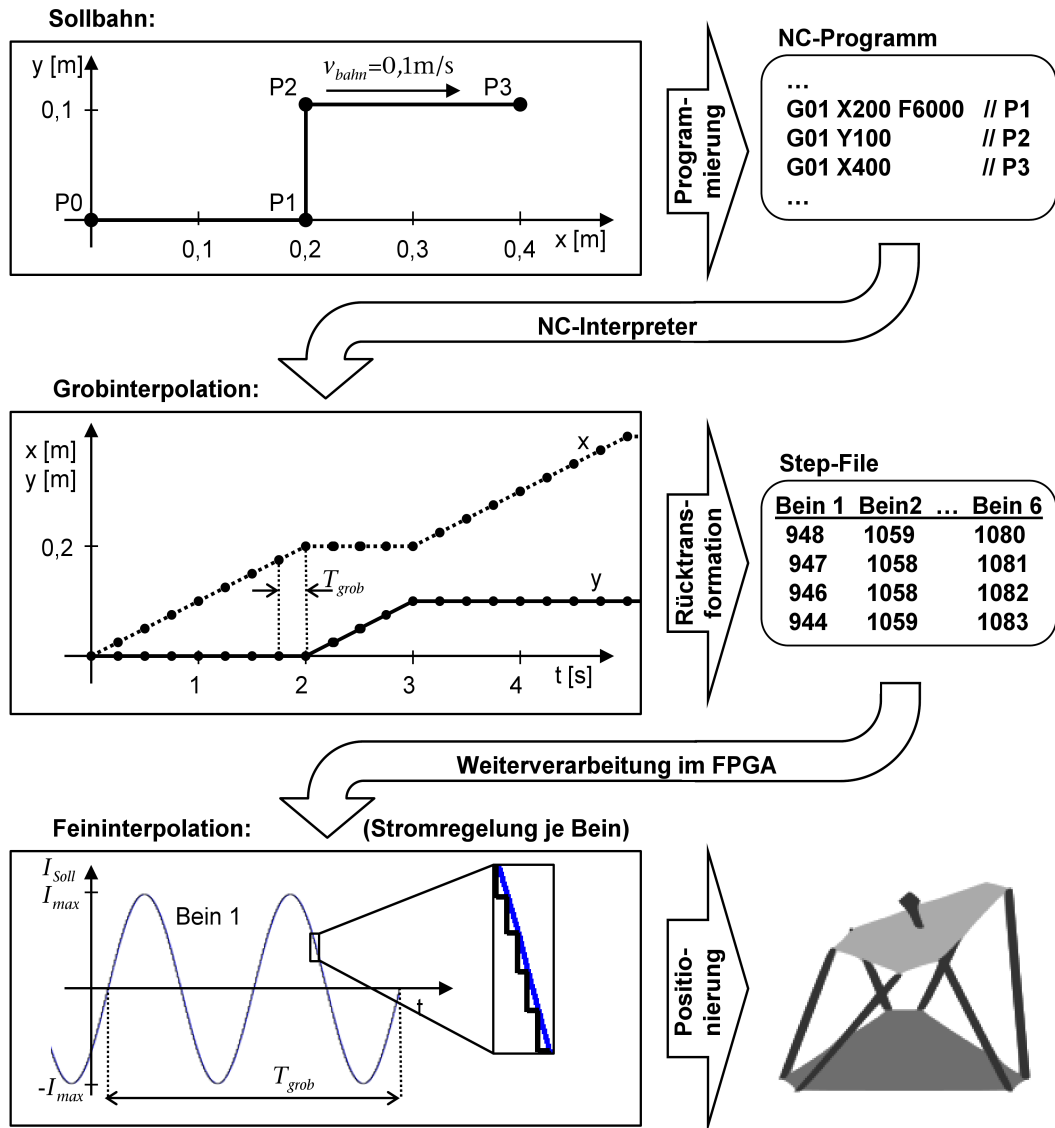 Sollbahn:
y [m]
v_bahn=0,1m/s
P2
P3
0,1
P0
P1
0,1
0,2
0,3
0,4
x [m]
Program-
mierung
NC-Programm
...
G01 X200 F6000 // P1
G01 Y100 // P2
G01 X400 // P3
...
NC-Interpreter
Grobinterpolation:
x [m]
y [m]
x
0,2
T_grob
y
1
2
3
4
t [s]
Rücktrans-
formation
Step-File
Bein 1 Bein2 ... Bein 6
948 1059 1080
947 1058 1081
946 1058 1082
944 1059 1083
Weiterverarbeitung im FPGA
Feininterpolation: (Stromregelung je Bein)
I_Soll
I_max
Bein 1
t
T_grob
-I_max
Positio-
nierung